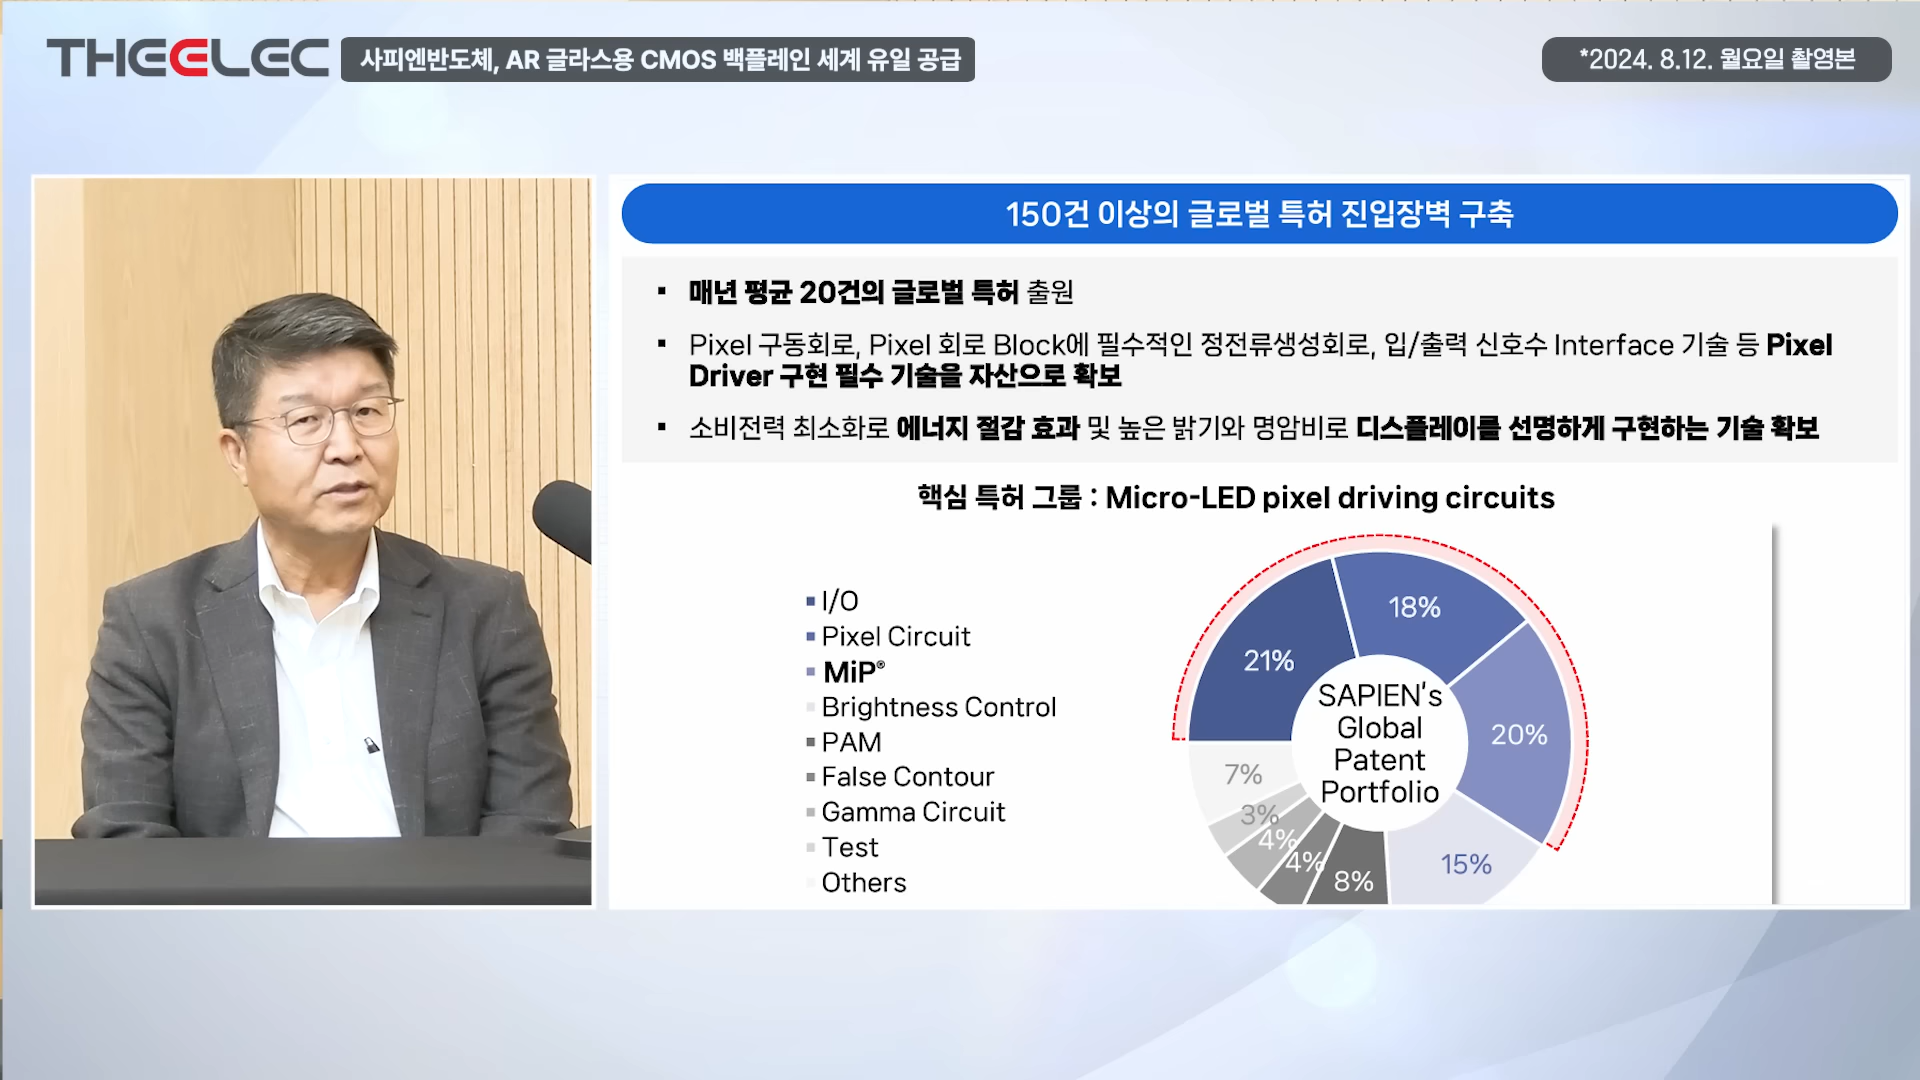 THEELEC
사피엔반도체, AR 글라스용 CMOS 백플레인 세계 유일 공급
*2024. 8.12. 월요일 촬영본
150건 이상의 글로벌 특허 진입장벽 구축
▪ 매년 평균 20건의 글로벌 특허 출원
▪ Pixel 구동회로, Pixel 회로 Block에 필수적인 정전류생성회로, 입/출력 신호수 Interface 기술 등 Pixel
Driver 구현 필수 기술을 자산으로 확보
▪ 소비전력 최소화로 에너지 절감 효과 및 높은 밝기와 명암비로 디스플레이를 선명하게 구현하는 기술 확보
핵심 특허 그룹 : Micro-LED pixel driving circuits
I/O
Pixel Circuit
MiP®
Brightness Control
PAM
False Contour
Gamma Circuit
Test
Others
21%
18%
20%
15%
8%
4%
4%
3%
7%
SAPIEN's
Global
Patent
Portfolio